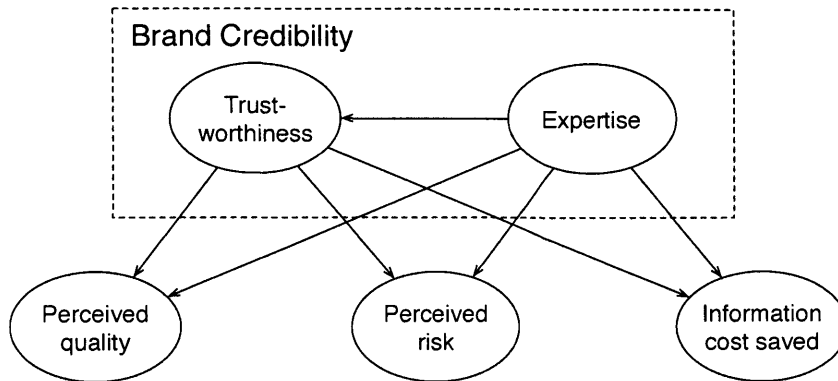 Brand Credibility
Trust-
worthiness
Expertise
Perceived
quality
Perceived
risk
Information
cost saved